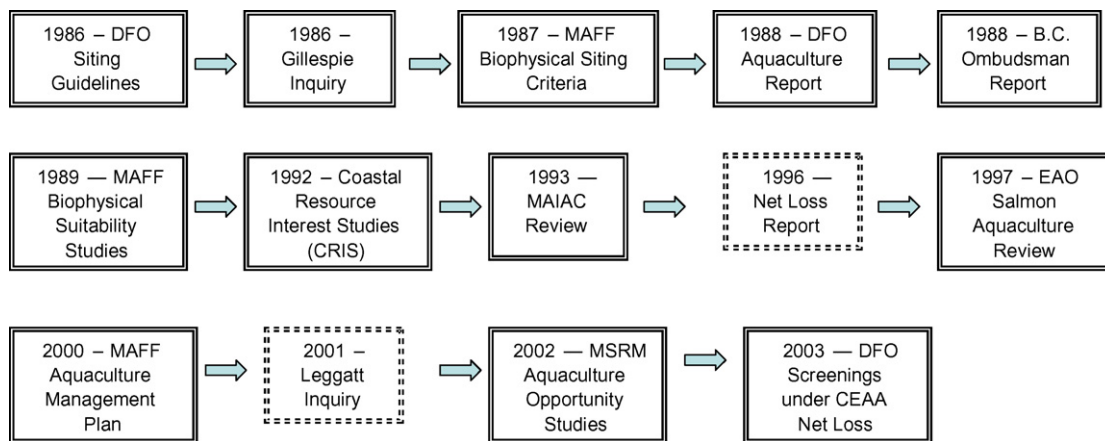 1986 – DFO
Siting
Guidelines
1986 –
Gillespie
Inquiry
1987 – MAFF
Biophysical Siting
Criteria
1988 – DFO
Aquaculture
Report
1988 – B.C.
Ombudsman
Report
1989 — MAFF
Biophysical
Suitability
Studies
1992 – Coastal
Resource
Interest Studies
(CRIS)
1993 —
MAIAC
Review
1996 —
Net Loss
Report
1997 – EAO
Salmon
Aquaculture
Review
2000 – MAFF
Aquaculture
Management
Plan
2001 –
Leggatt
Inquiry
2002 — MSRM
Aquaculture
Opportunity
Studies
2003 – DFO
Screenings
under CEAA
Net Loss